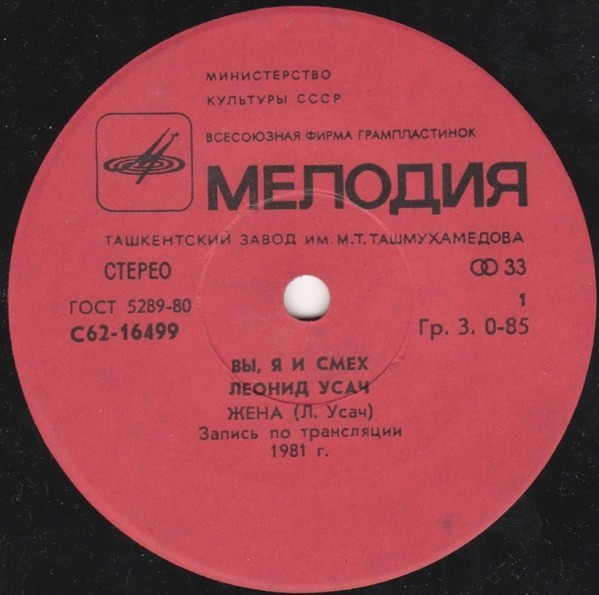 МИНИСТЕРСТВО
КУЛЬТУРЫ СССР
ВСЕСОЮЗНАЯ ФИРМА ГРАМПЛАСТИНОК
МЕЛОДИЯ
ТАШКЕНТСКИЙ ЗАВОД ИМ. М.Т. ТАШМУХАМЕДОВА
СТЕРЕО 33
ГОСТ 5289-80 1
С62-16499 Гр. 3. 0-85
ВЫ, Я И СМЕХ
ЛЕОНИД УСАЧ
ЖЕНА (Л. Усач)
Запись по трансляции
1981 г.